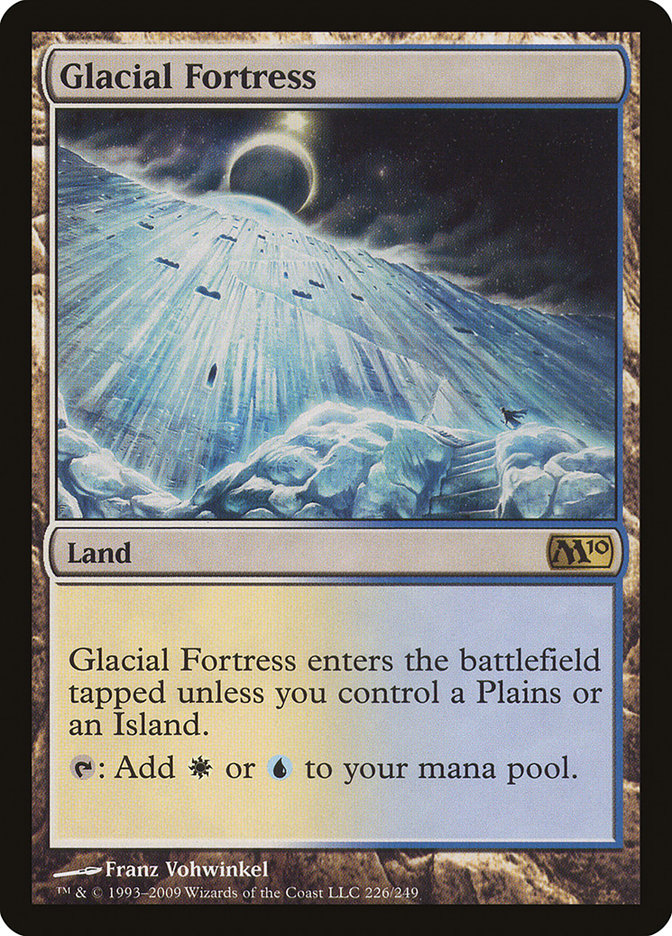 Glacial Fortress
Land
M10
Glacial Fortress enters the battlefield
tapped unless you control a Plains or
an Island.
: Add or to your mana pool.
Franz Vohwinkel
™ & © 1993–2009 Wizards of the Coast LLC 226/249